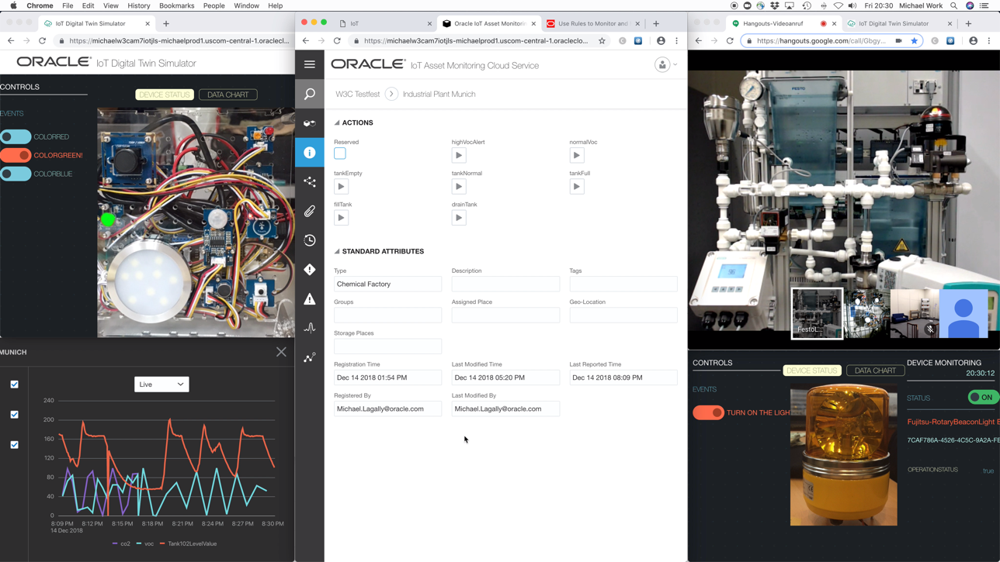 Chrome File Edit View History Bookmarks People Window Help
Fri 20:30 Michael Work
IoT Digital Twin Simulator
https://michaelw3cam7iotjls-michaelprod1.uscom-central-1.oraclecl...
ORACLE IoT Digital Twin Simulator
CONTROLS
DEVICE STATUS DATA CHART
EVENTS
COLORRED
COLORGREEN!
COLORBLUE
MUNICH
Live
240
200
160
120
80
40
0
8:09 PM 8:12 PM 8:15 PM 8:18 PM 8:21 PM 8:24 PM 8:27 PM 8:30 PM
14 Dec 2018
co2 voc Tank102LevelValue
IoT
Oracle IoT Asset Monitorin
Use Rules to Monitor and
https://michaelw3cam7iotjls-michaelprod1.uscom-central-1.oracleclo...
ORACLE IoT Asset Monitoring Cloud Service
W3C Testfest Industrial Plant Munich
ACTIONS
Reserved highVocAlert normalVoc
tankEmpty tankNormal tankFull
fillTank drainTank
STANDARD ATTRIBUTES
Type Description Tags
Chemical Factory
Groups Assigned Place Geo-Location
Storage Places
Registration Time Last Modified Time Last Reported Time
Dec 14 2018 01:54 PM Dec 14 2018 05:20 PM Dec 14 2018 08:09 PM
Registered By Last Modified By
Michael.Lagally@oracle.com Michael.Lagally@oracle.com
Hangouts-Videoanruf
IoT Digital Twin Simulator
https://hangouts.google.com/call/Gbgy...
FESTO
FestoL...
CONTROLS
DEVICE STATUS DATA CHART
DEVICE MONITORING
20:30:12
EVENTS
STATUS ON
TURN ON THE LIGH
Fujitsu-RotaryBeaconLight
7CAF786A-4526-4C5C-9A2A-FE
OPERATIONSTATUS true